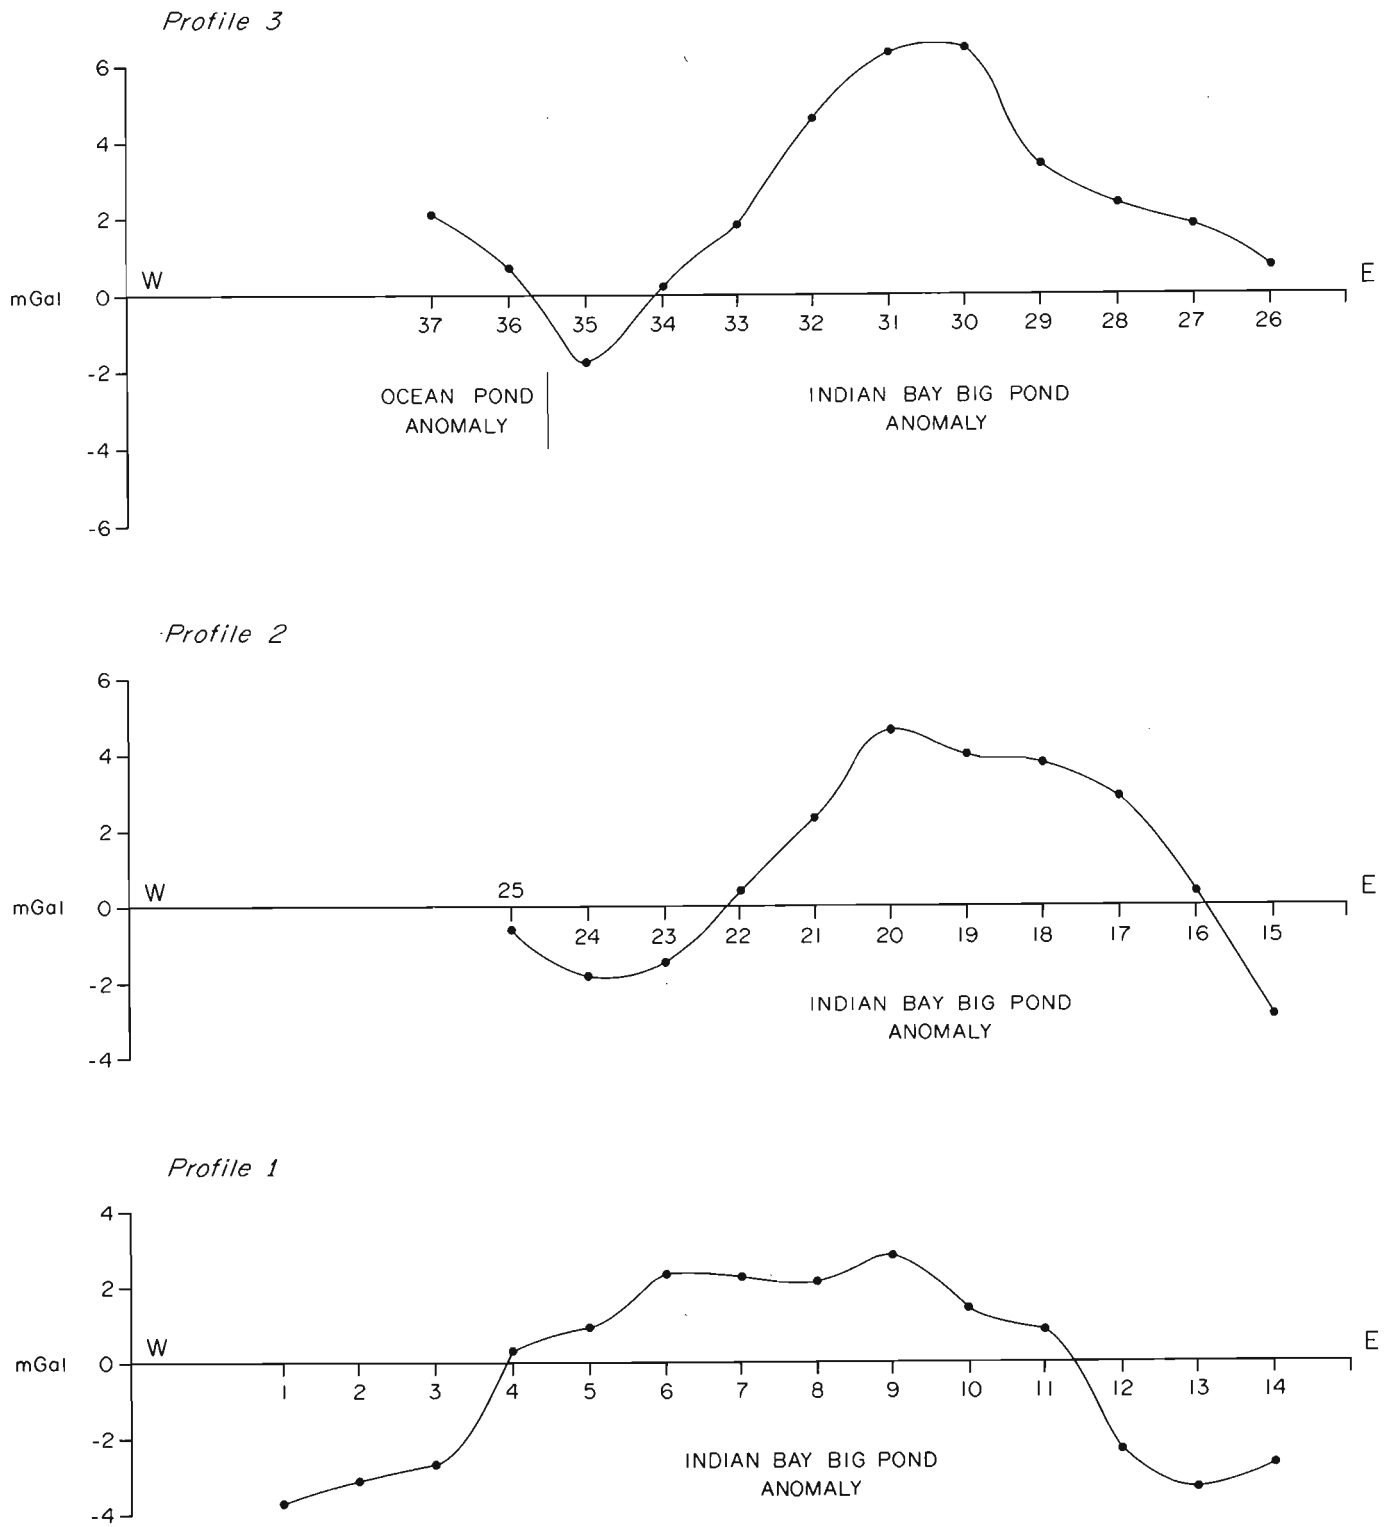 Profile 3
6
4
2
W
E
mGal 0
37 36 35 34 33 32 31 30 29 28 27 26
-2
OCEAN POND
ANOMALY
INDIAN BAY BIG POND
ANOMALY
-4
-6
Profile 2
6
4
2
W
25
E
mGal 0
24 23 22 21 20 19 18 17 16 15
-2
INDIAN BAY BIG POND
ANOMALY
-4
Profile 1
4
2
W
E
mGal 0
1 2 3 4 5 6 7 8 9 10 11 12 13 14
-2
INDIAN BAY BIG POND
ANOMALY
-4